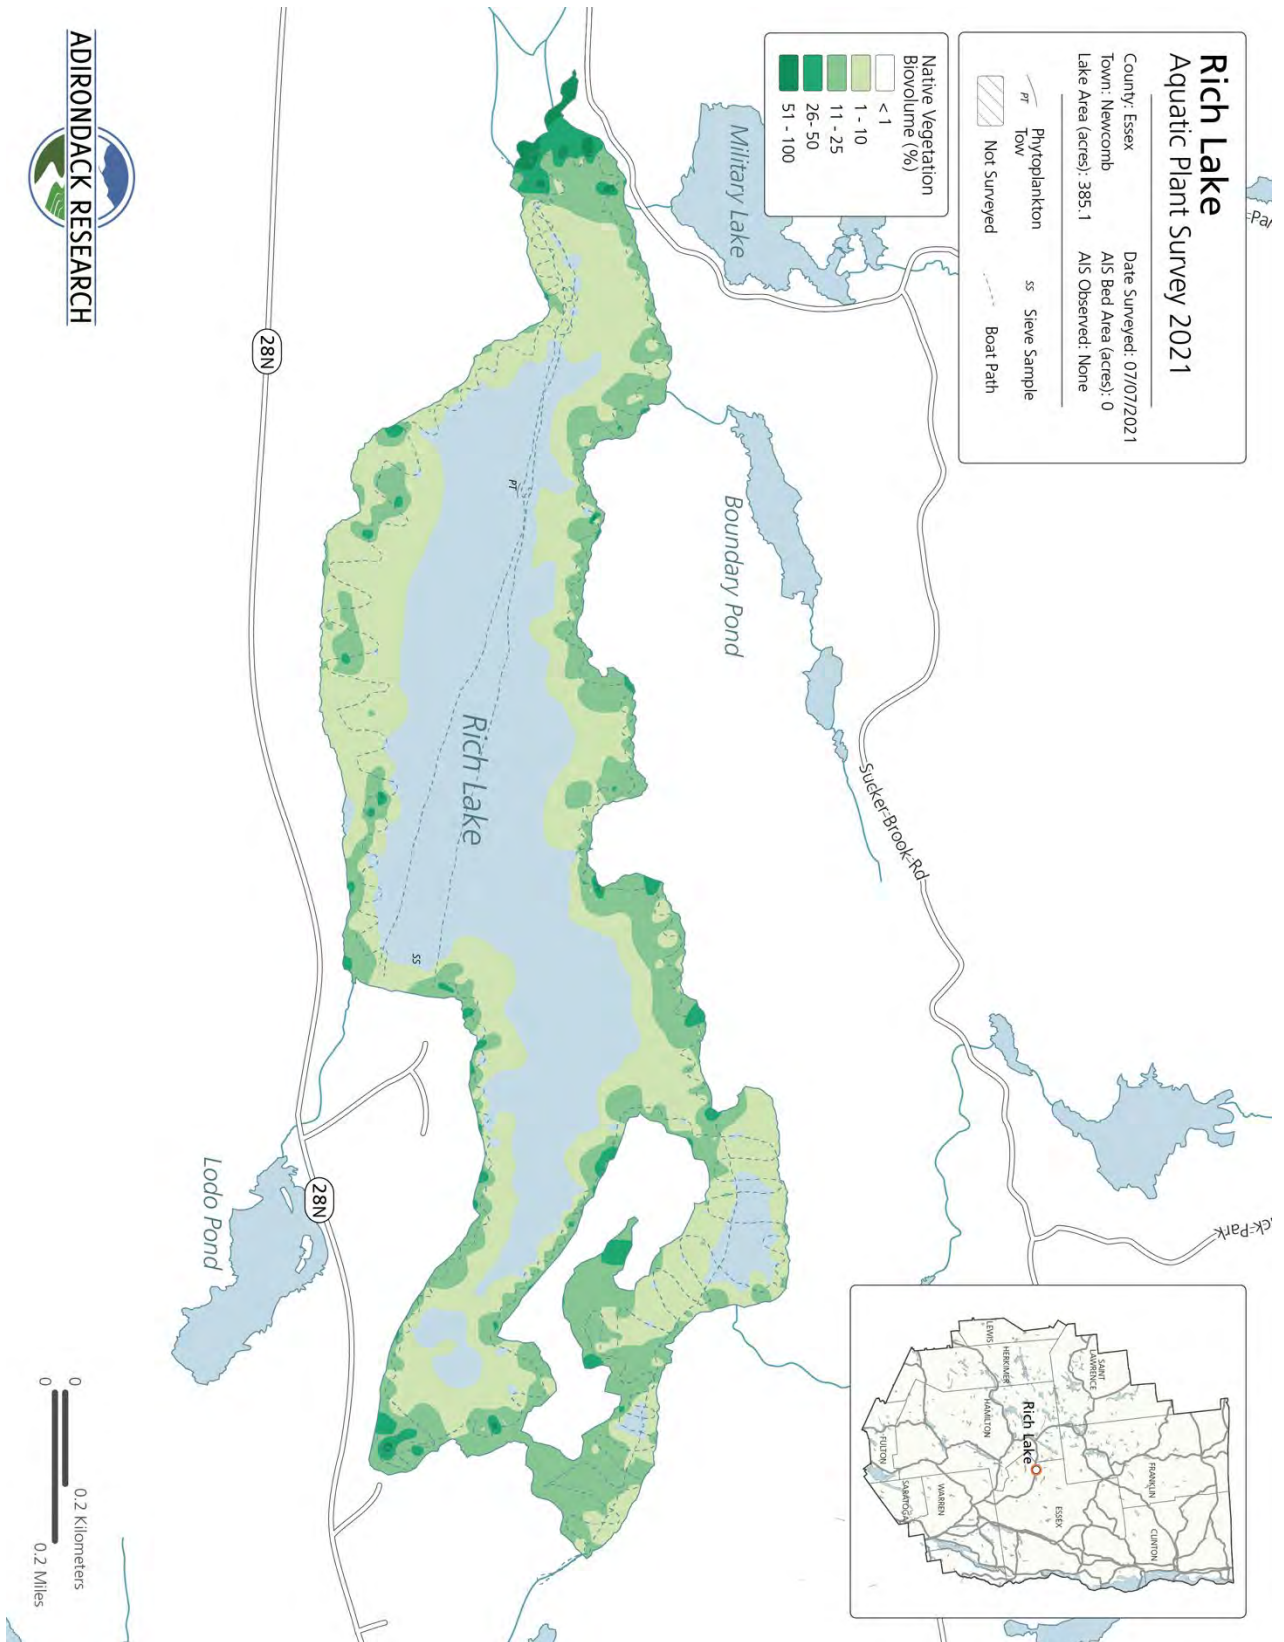 Rich Lake
Aquatic Plant Survey 2021
County: Essex
Town: Newcomb
Lake Area (acres): 385.1
Date Surveyed: 07/07/2021
AIS Bed Area (acres): 0
AIS Observed: None
PT
Phytoplankton
Tow
SS
Sieve Sample
Not Surveyed
Boat Path
Native Vegetation
Biovolume (%)
< 1
1 - 10
11 - 25
26- 50
51 - 100
Military Lake
Boundary Pond
Sucker-Brook-Rd
Rich Lake
PT
SS
28N
28N
Lodo Pond
ck-Park
SAINT
LAWRENCE
LEWIS
HERKIMER
HAMILTON
FULTON
SARATOGA
WARREN
ESSEX
FRANKLIN
CLINTON
Rich Lake
0
0.2 Kilometers
0
0.2 Miles
ADIRONDACK RESEARCH